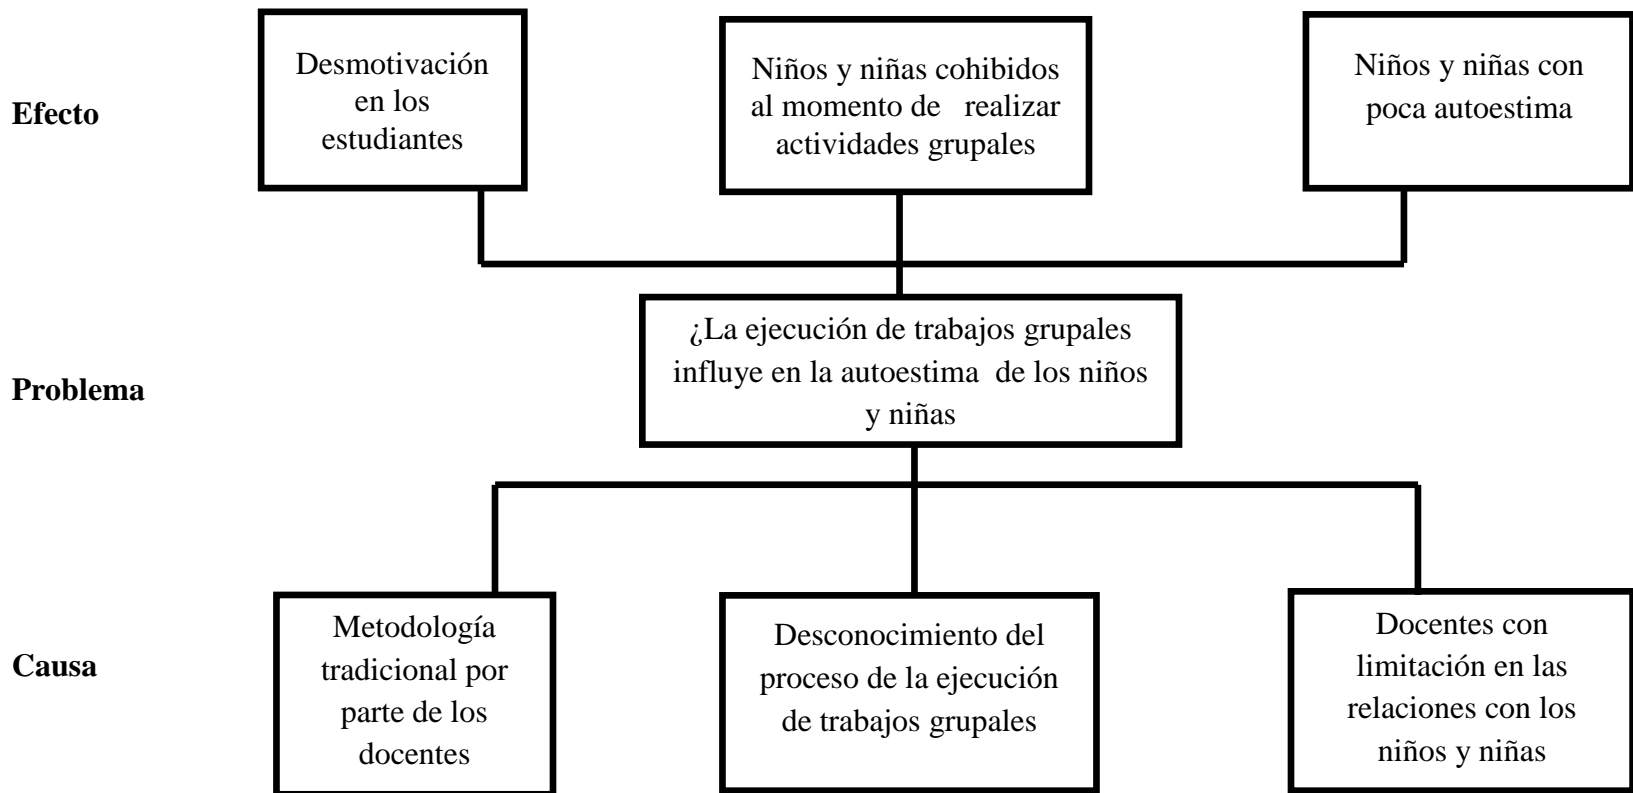 Efecto
Desmotivación
en los
estudiantes
Niños y niñas cohibidos
al momento de   realizar
actividades grupales
Niños y niñas con
poca autoestima
Problema
¿La ejecución de trabajos grupales
influye en la autoestima  de los niños
y niñas
Causa
Metodología
tradicional por
parte de los
docentes
Desconocimiento del
proceso de la ejecución
de trabajos grupales
Docentes con
limitación en las
relaciones con los
niños y niñas